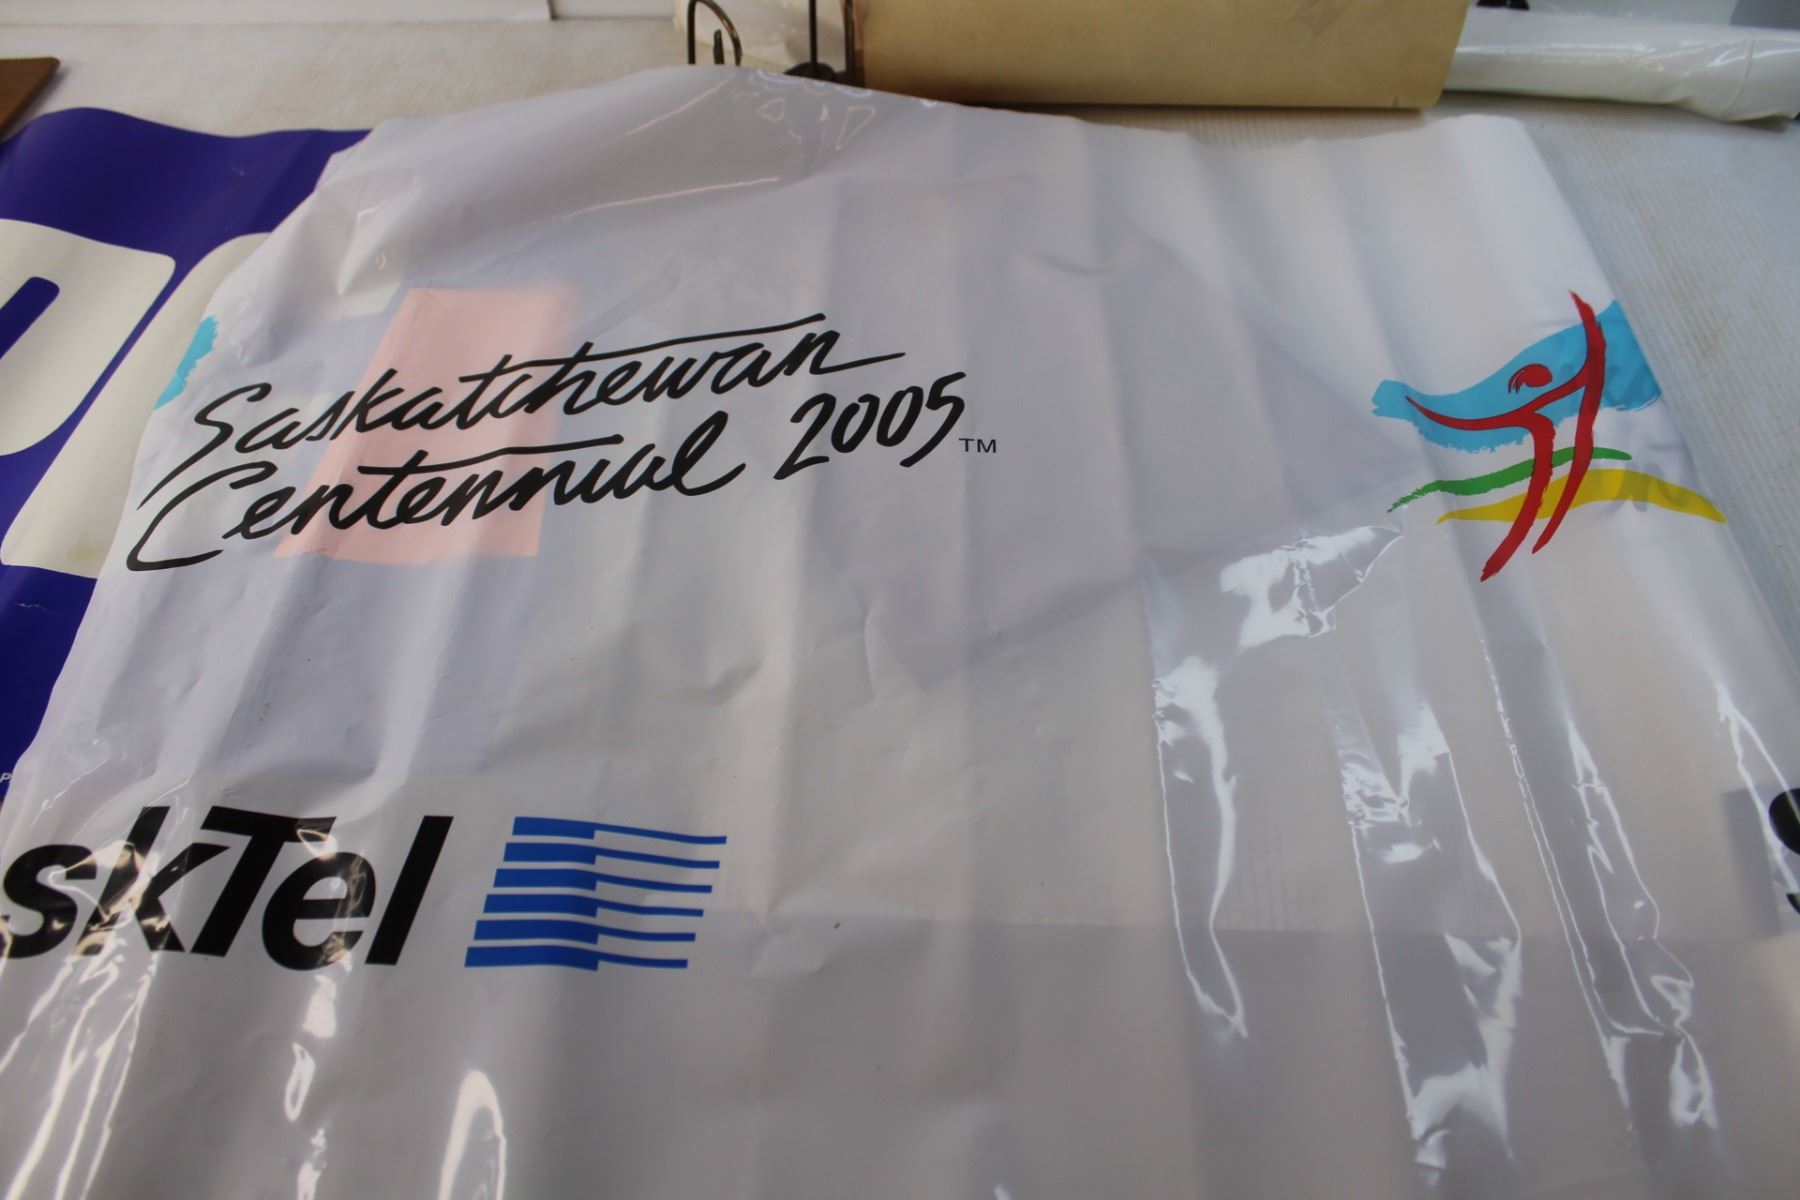 Saskatchewan
Centennial 2005™
skTel